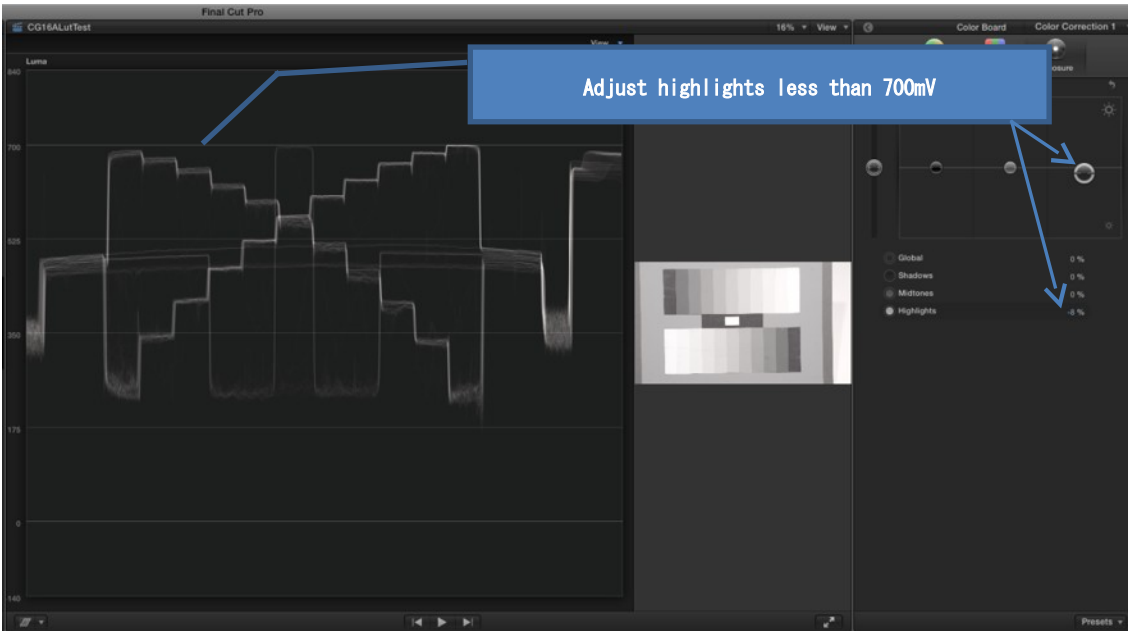 Final Cut Pro
CG16ALutTest
16% View
Color Board
Color Correction 1
View
Luma
Adjust highlights less than 700mV
osure
840
700
525
350
175
0
-140
Global 0 %
Shadows 0 %
Midtones 0 %
Highlights -8 %
Presets